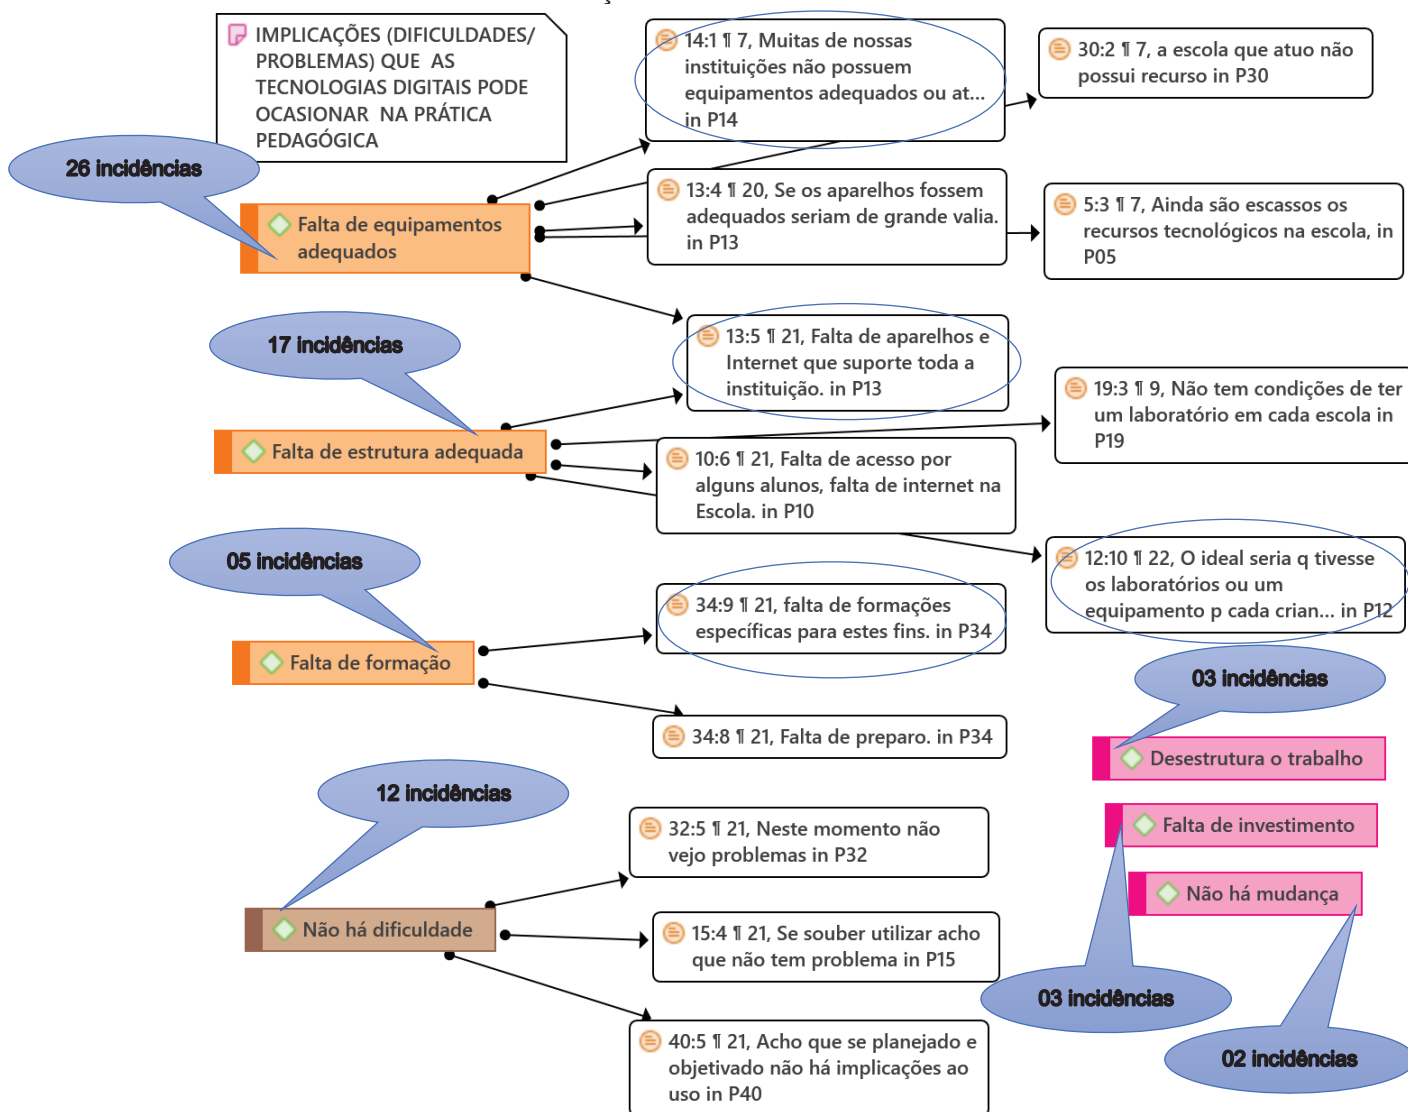 IMPLICAÇÕES (DIFICULDADES/
PROBLEMAS) QUE AS
TECNOLOGIAS DIGITAIS PODE
OCASIONAR NA PRÁTICA
PEDAGÓGICA
14:1 ¶ 7, Muitas de nossas
instituições não possuem
equipamentos adequados ou at...
in P14
30:2 ¶ 7, a escola que atuo não
possui recurso in P30
26 incidências
Falta de equipamentos
adequados
13:4 ¶ 20, Se os aparelhos fossem
adequados seriam de grande valia.
in P13
5:3 ¶ 7, Ainda são escassos os
recursos tecnológicos na escola, in
P05
17 incidências
13:5 ¶ 21, Falta de aparelhos e
Internet que suporte toda a
instituição. in P13
19:3 ¶ 9, Não tem condições de ter
um laboratório em cada escola in
P19
Falta de estrutura adequada
10:6 ¶ 21, Falta de acesso por
alguns alunos, falta de internet na
Escola. in P10
12:10 ¶ 22, O ideal seria q tivesse
os laboratórios ou um
equipamento p cada crian... in P12
05 incidências
Falta de formação
34:9 ¶ 21, falta de formações
específicas para estes fins. in P34
34:8 ¶ 21, Falta de preparo. in P34
03 incidências
Desestrutura o trabalho
Falta de investimento
Não há mudança
12 incidências
Não há dificuldade
32:5 ¶ 21, Neste momento não
vejo problemas in P32
15:4 ¶ 21, Se souber utilizar acho
que não tem problema in P15
40:5 ¶ 21, Acho que se planejado e
objetivado não há implicações ao
uso in P40
03 incidências
02 incidências